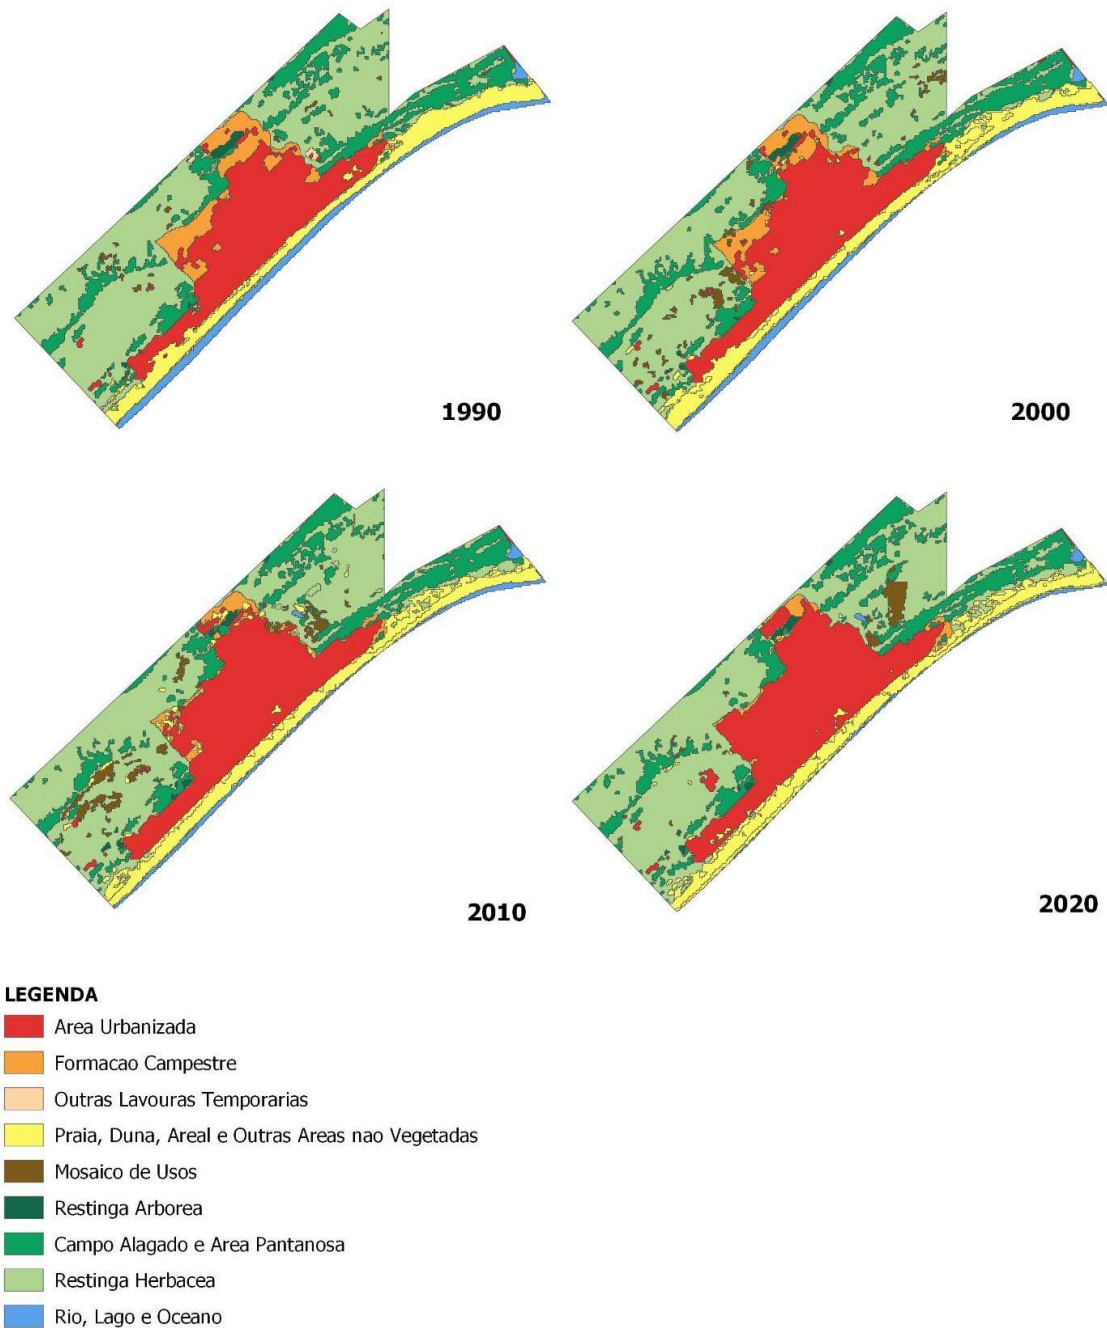 1990
2000
2010
2020
LEGENDA
Area Urbanizada
Formacao Campestre
Outras Lavouras Temporarias
Praia, Duna, Areal e Outras Areas nao Vegetadas
Mosaico de Usos
Restinga Arborea
Campo Alagado e Area Pantanosa
Restinga Herbacea
Rio, Lago e Oceano